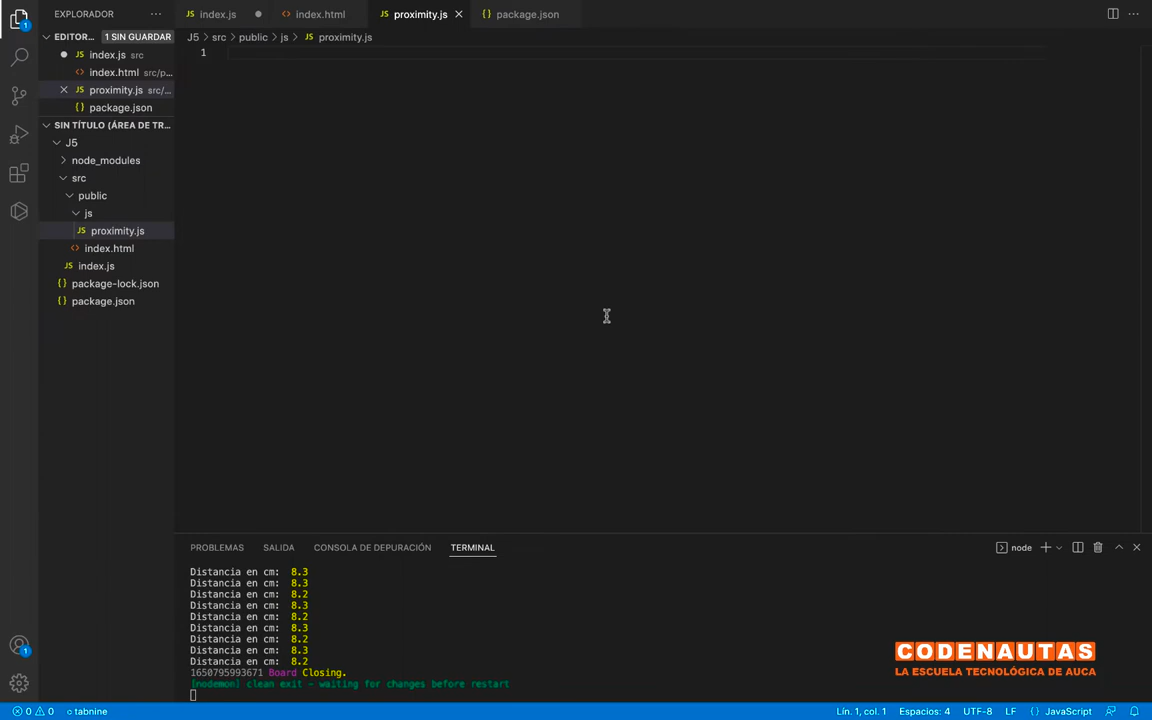 EXPLORADOR
index.js
index.html
proximity.js
package.json
EDITOR... 1 SIN GUARDAR
J5 > src > public > js > proximity.js
index.js src
index.html src/p...
proximity.js src/...
package.json
1
SIN TÍTULO (ÁREA DE TR...
J5
node_modules
src
public
js
proximity.js
index.html
index.js
package-lock.json
package.json
PROBLEMAS
SALIDA
CONSOLA DE DEPURACIÓN
TERMINAL
node
Distancia en cm: 8.3
Distancia en cm: 8.3
Distancia en cm: 8.2
Distancia en cm: 8.3
Distancia en cm: 8.2
Distancia en cm: 8.3
Distancia en cm: 8.2
Distancia en cm: 8.3
Distancia en cm: 8.2
1650795993671 Board Closing.
[nodemon] clean exit - waiting for changes before restart
CODENAUTAS
LA ESCUELA TECNOLÓGICA DE AUCA
1
1
0 0 tabnine
Lín. 1, col. 1
Espacios: 4
UTF-8
LF
JavaScript